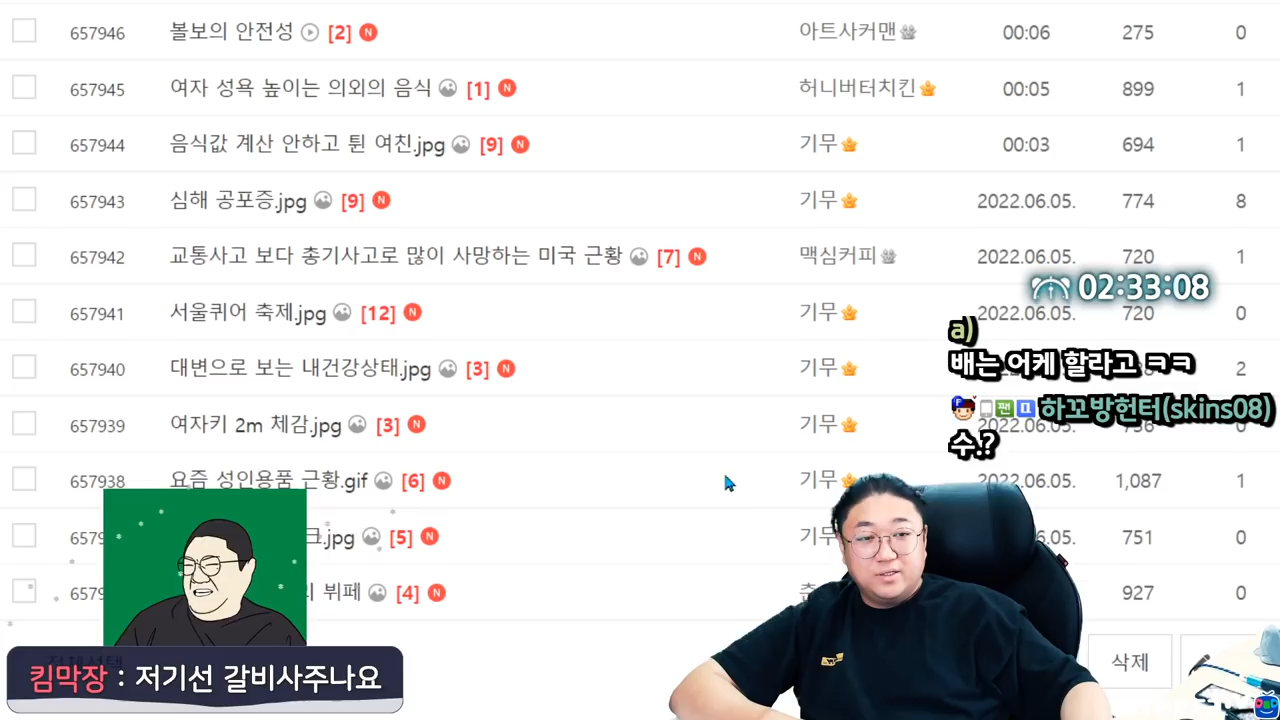 657946 볼보의 안전성 [2] N 아트사커맨 00:06 275 0
657945 여자 성욕 높이는 의외의 음식 [1] N 허니버터치킨 00:05 899 1
657944 음식값 계산 안하고 튄 여친.jpg [9] N 기무 00:03 694 1
657943 심해 공포증.jpg [9] N 기무 2022.06.05. 774 8
657942 교통사고 보다 총기사고로 많이 사망하는 미국 근황 [7] N 맥심커피 2022.06.05. 720 1
02:33:08
657941 서울퀴어 축제.jpg [12] N 기무 2022.06.05. 720 0
a)
657940 대변으로 보는 내건강상태.jpg [3] N 기무 2
배는 어케 할라고 ㅋㅋ
하꼬방헌터(skins08)
657939 여자키 2m 체감.jpg [3] N 기무 2022.06.05. 0
수.?
657938 요즘 성인용품 근황.gif [6] N 기무 2022.06.05. 1,087 1
.jpg [5] N 기무 751 0
뷔페 [4] N 927 0
삭제
킴막장 : 저기선 갈비사주나요